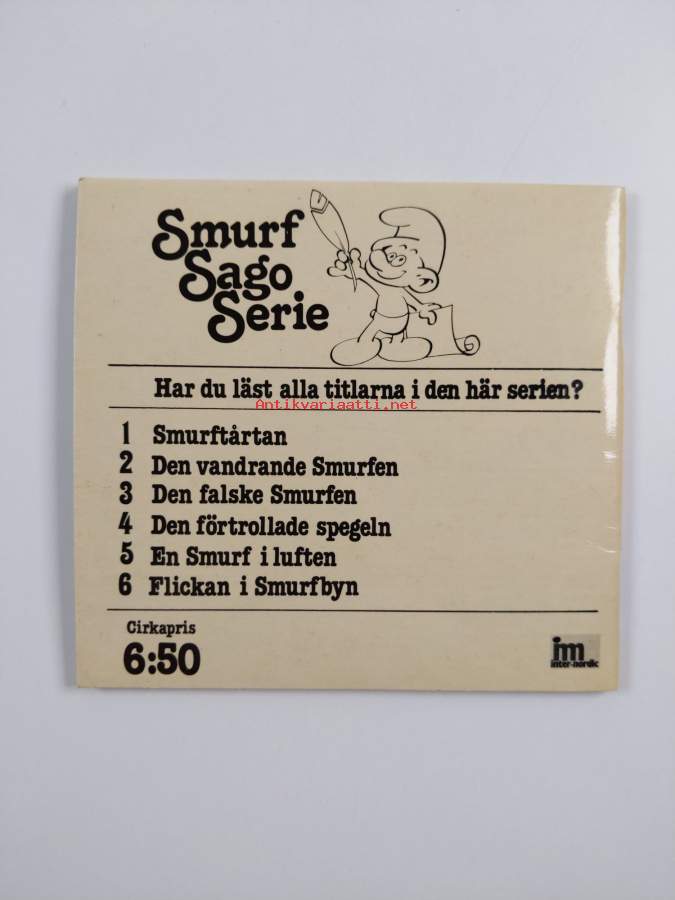 Smurf
Sago
Serie
Har du läst alla titlarna i den här serien?
Antikvariaatti.net
1 Smurftårtan
2 Den vandrande Smurfen
3 Den falske Smurfen
4 Den förtrollade spegeln
5 En Smurf i luften
6 Flickan i Smurfbyn
Cirkapris
6:50
im
inter-nordic